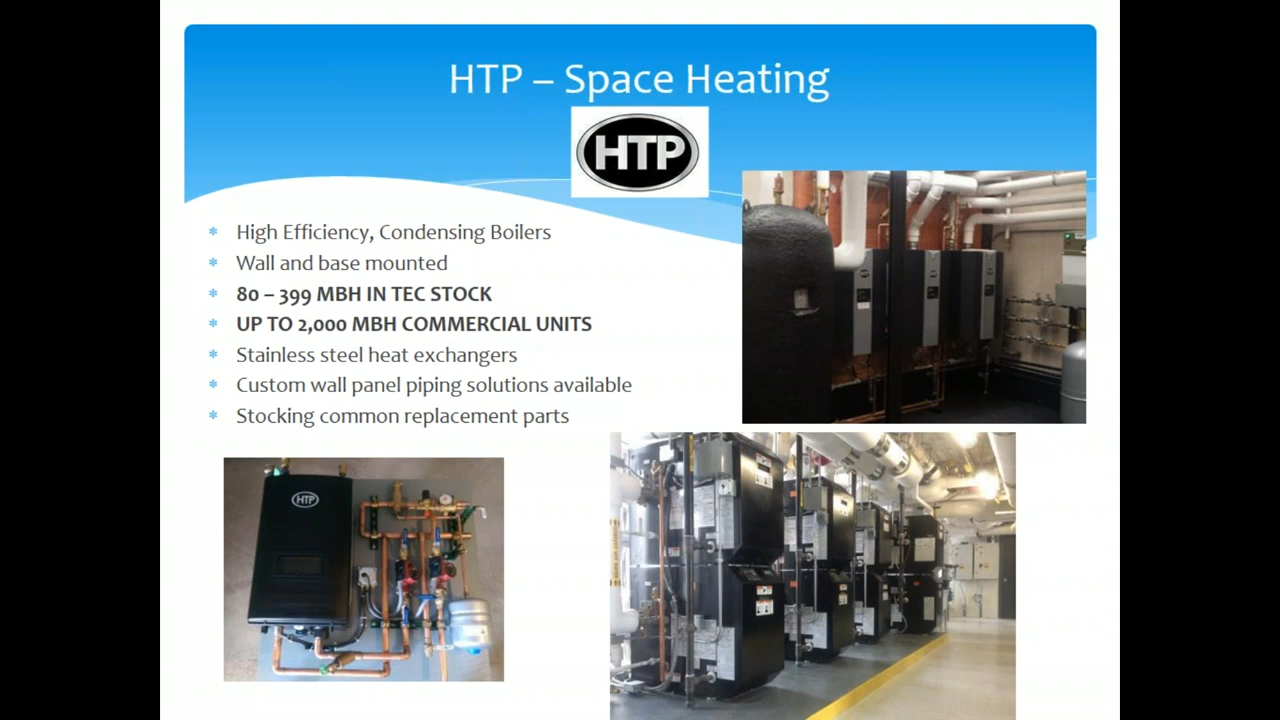 HTP – Space Heating
HTP
High Efficiency, Condensing Boilers
Wall and base mounted
80 – 399 MBH IN TEC STOCK
UP TO 2,000 MBH COMMERCIAL UNITS
Stainless steel heat exchangers
Custom wall panel piping solutions available
Stocking common replacement parts
HTP